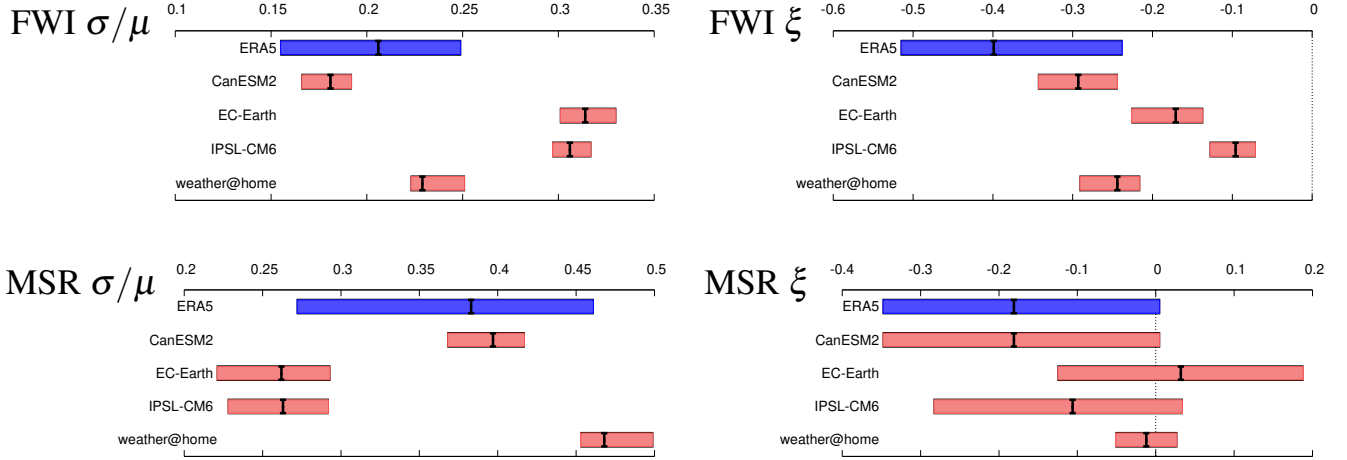 FWI σ/μ
0.1 0.15 0.2 0.25 0.3 0.35
ERA5
CanESM2
EC-Earth
IPSL-CM6
weather@home
FWI ξ
-0.6 -0.5 -0.4 -0.3 -0.2 -0.1 0
ERA5
CanESM2
EC-Earth
IPSL-CM6
weather@home
MSR σ/μ
0.2 0.25 0.3 0.35 0.4 0.45 0.5
ERA5
CanESM2
EC-Earth
IPSL-CM6
weather@home
MSR ξ
-0.4 -0.3 -0.2 -0.1 0 0.1 0.2
ERA5
CanESM2
EC-Earth
IPSL-CM6
weather@home